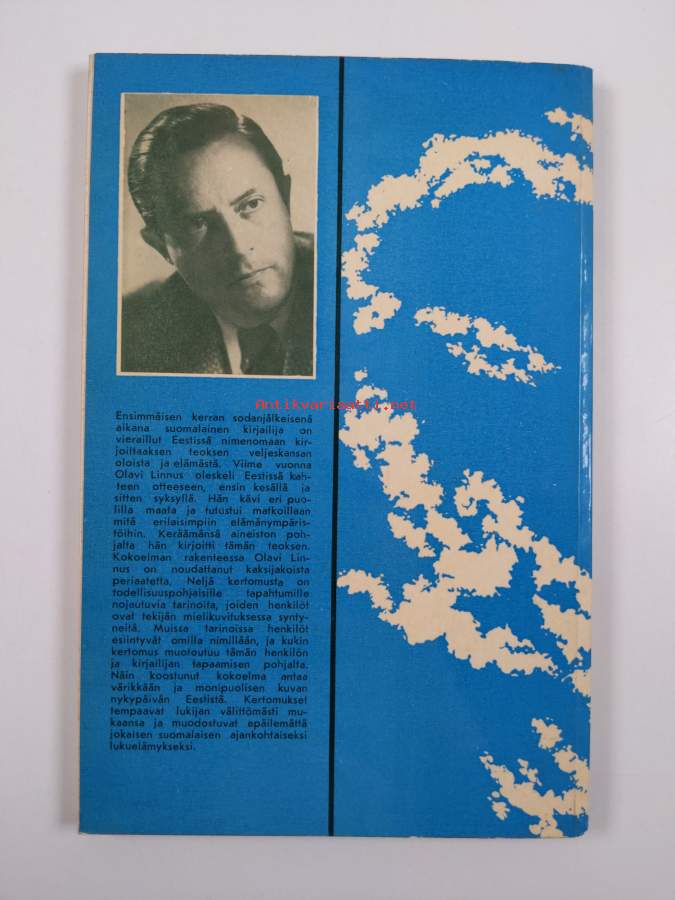 Antikvariaatti.net
Ensimmäisen kerran sodanjälkeisenä
aikana suomalainen kirjailija on
vieraillut Eestissä nimenomaan kir-
joittaaksen teoksen veljeskansan
oloista ja elämästä. Viime vuonna
Olavi Linnus oleskeli Eestissä kah-
teen otteeseen, ensin kesällä ja
sitten syksyllä. Hän kävi eri puo-
lilla maata ja tutustui matkoillaan
mitä erilaisimpiin elämänympäris-
töihin. Keräämänsä aineiston poh-
jalta hän kirjoitti tämän teoksen.
Kokoelman rakenteessa Olavi Lin-
nus on noudattanut kaksijakoista
periaatetta. Neljä kertomusta on
todellisuuspohjaisille tapahtumille
nojautuvia tarinoita, joiden henkilöt
ovat tekijän mielikuvituksessa synty-
neitä. Muissa tarinoissa henkilöt
esiintyvät omilla nimillään, ja kukin
kertomus muotoutuu tämän henkilön
ja kirjailijan tapaamisen pohjalta.
Näin koostunut kokoelma antaa
värikkään ja monipuolisen kuvan
nykypäivän Eestistä. Kertomukset
tempaavat lukijan välittömästi mu-
kaansa ja muodostuvat epäilemättä
jokaisen suomalaisen ajankohtaiseksi
lukuelämykseksi.